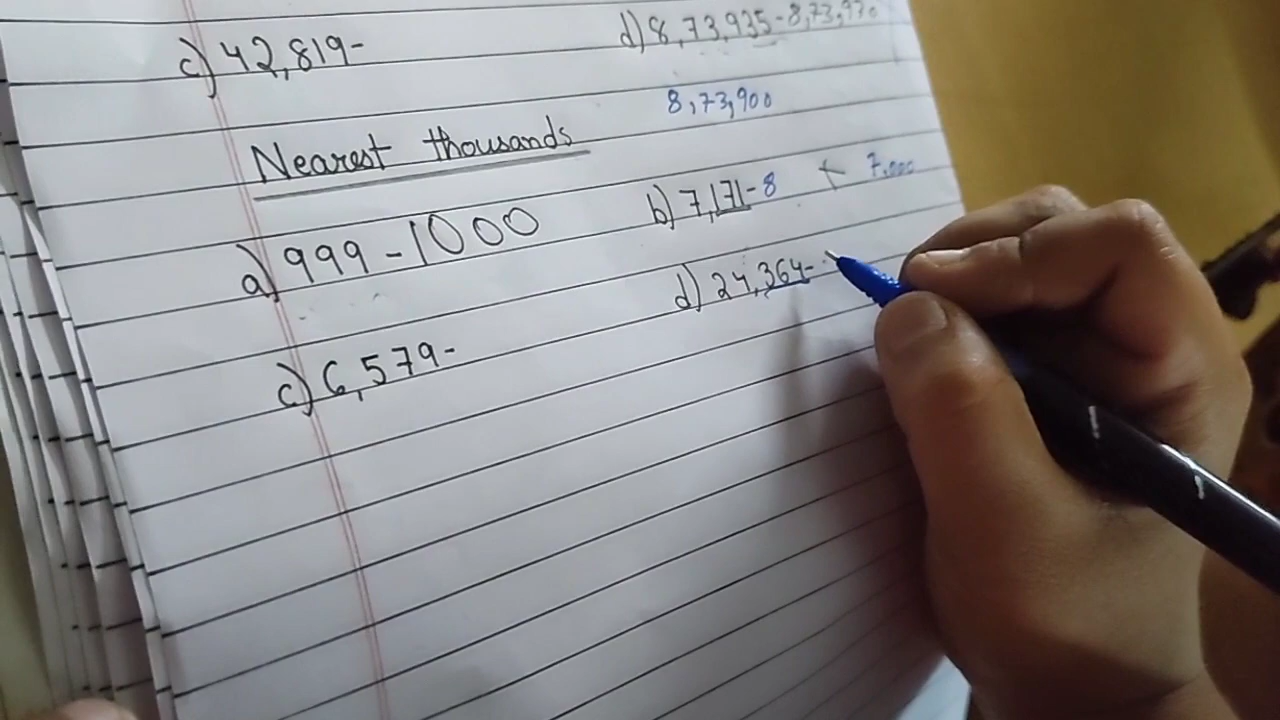 c) 42,819- d) 8,73,935-8,73,930
8,73,900
Nearest thousands
a) 999-1000 b) 7,171-8 7.000
c) 6,579- d) 24,364-